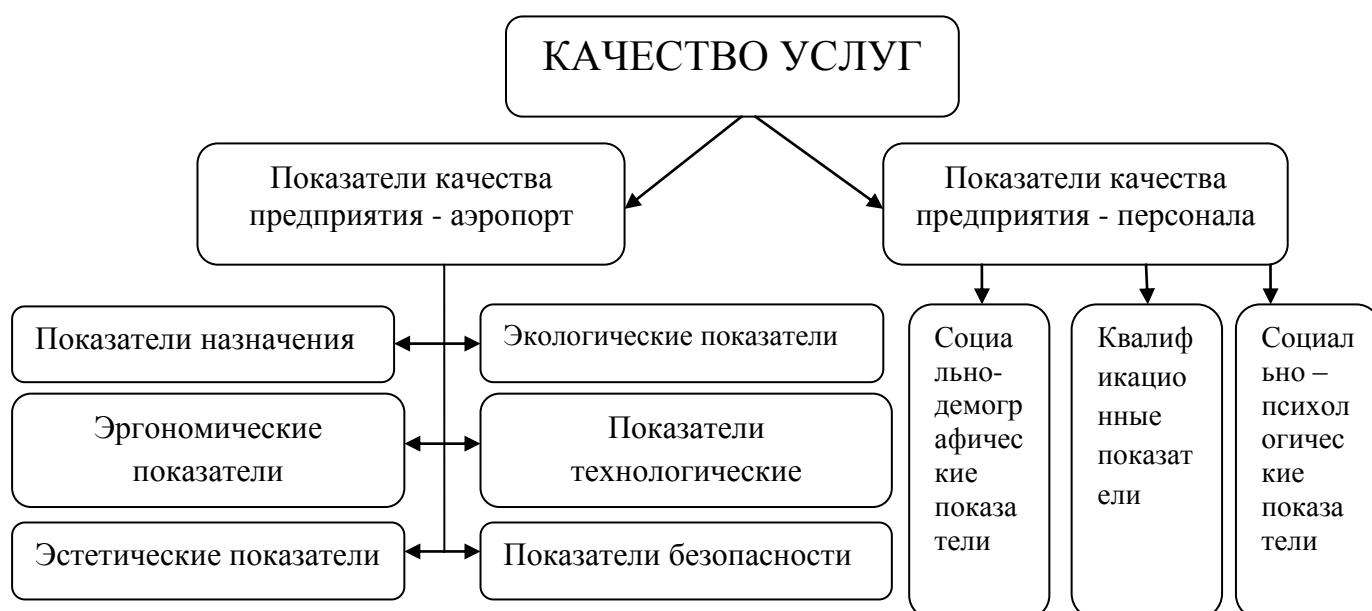 КАЧЕСТВО УСЛУГ
Показатели качества
предприятия - аэропорт
Показатели качества
предприятия - персонала
Показатели назначения
Экологические показатели
Эргономические
показатели
Показатели
технологические
Эстетические показатели
Показатели безопасности
Социа
льно-
демогр
афичес
кие
показа
тели
Квалиф
икацио
нные
показат
ели
Социал
ьно –
психол
огичес
кие
показа
тели